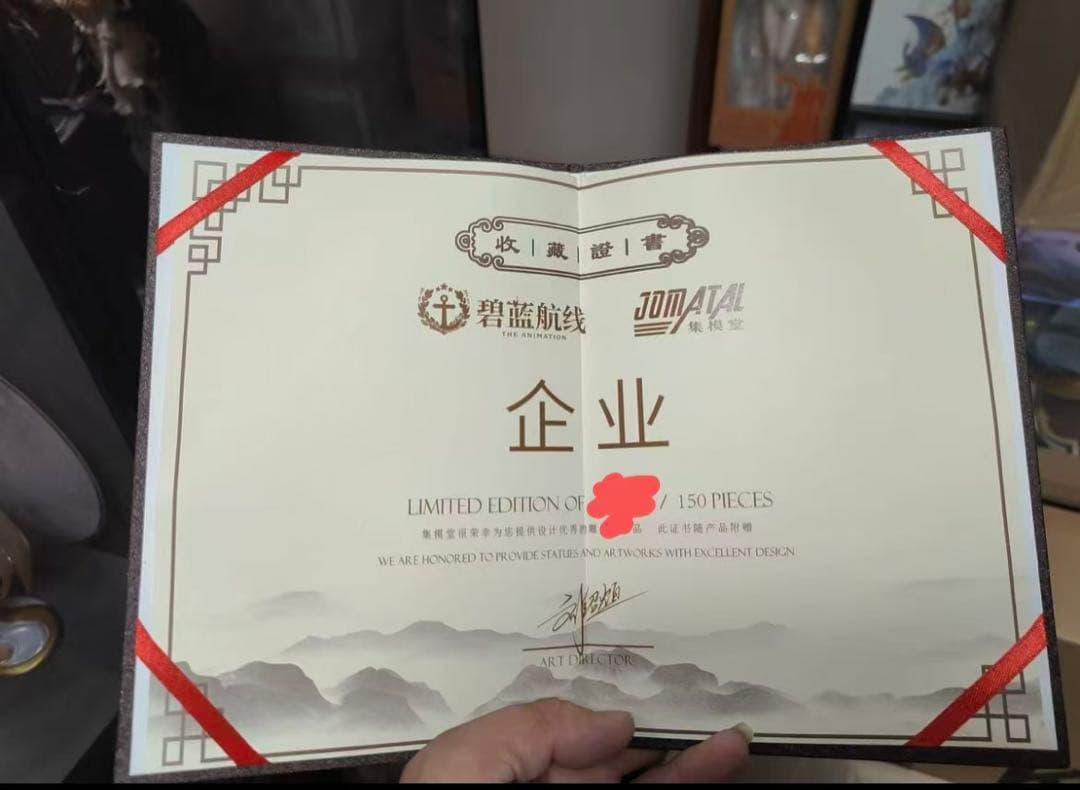 收藏證書
碧蓝航线
THE ANIMATION
JOMATAL
集模堂
企业
LIMITED EDITION OF / 150 PIECES
集模堂很荣幸为您提供设计优秀的雕 品 此证书随产品附赠
WE ARE HONORED TO PROVIDE STATUES AND ARTWORKS WITH EXCELLENT DESIGN
ART DIRECTOR